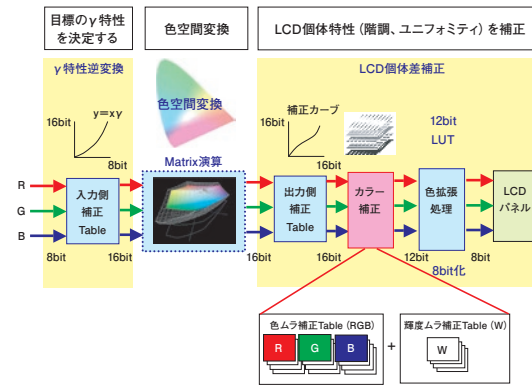 目標のγ特性
を決定する
色空間変換
LCD個体特性（階調、ユニフォミティ）を補正
γ特性逆変換
LCD個体差補正
16bit
y=xγ
8bit
色空間変換
Matrix演算
16bit
補正カーブ
16bit
12bit
LUT
R
G
B
入力側
補正
Table
出力側
補正
Table
カラー
補正
色拡張
処理
LCD
パネル
8bit
16bit
16bit
16bit
12bit
8bit
8bit化
色ムラ補正Table（RGB）
R
G
B
+
輝度ムラ補正Table（W）
W